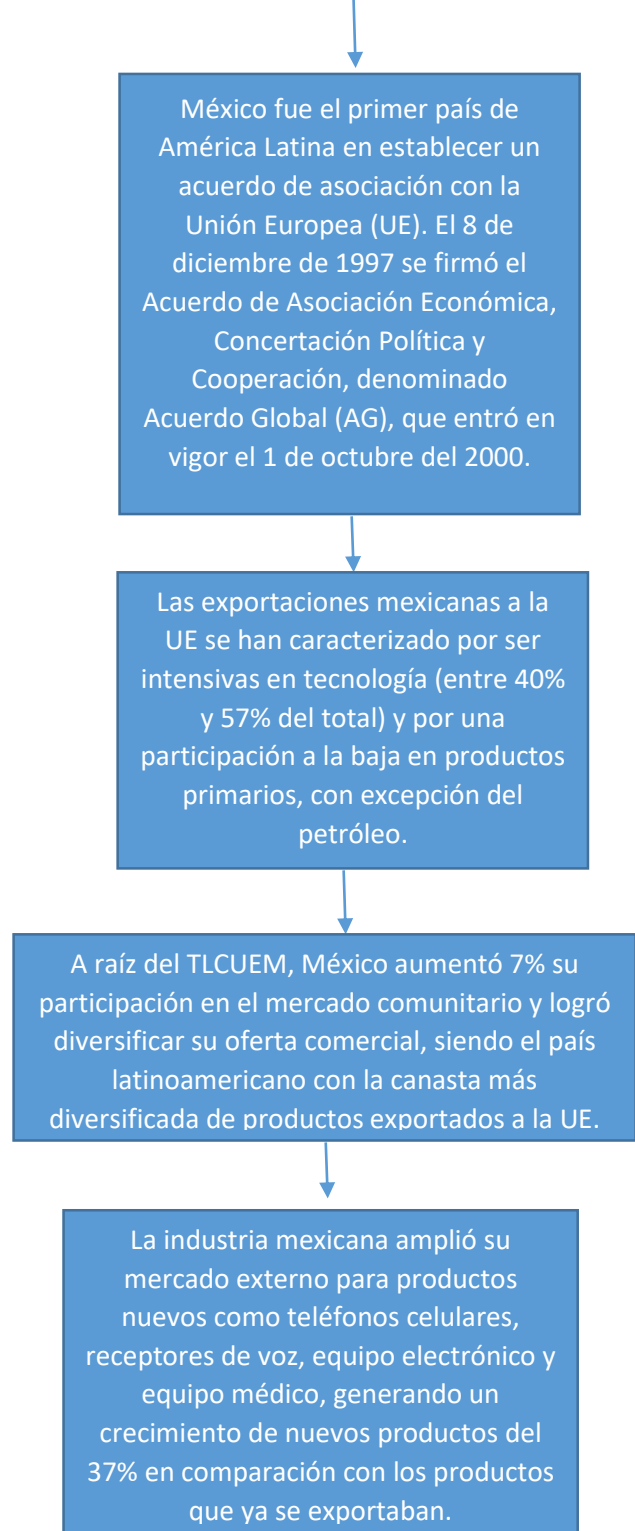 México fue el primer país de
América Latina en establecer un
acuerdo de asociación con la
Unión Europea (UE). El 8 de
diciembre de 1997 se firmó el
Acuerdo de Asociación Económica,
Concertación Política y
Cooperación, denominado
Acuerdo Global (AG), que entró en
vigor el 1 de octubre del 2000.
Las exportaciones mexicanas a la
UE se han caracterizado por ser
intensivas en tecnología (entre 40%
y 57% del total) y por una
participación a la baja en productos
primarios, con excepción del
petróleo.
A raíz del TLCUEM, México aumentó 7% su
participación en el mercado comunitario y logró
diversificar su oferta comercial, siendo el país
latinoamericano con la canasta más
diversificada de productos exportados a la UE.
La industria mexicana amplió su
mercado externo para productos
nuevos como teléfonos celulares,
receptores de voz, equipo electrónico y
equipo médico, generando un
crecimiento de nuevos productos del
37% en comparación con los productos
que ya se exportaban.